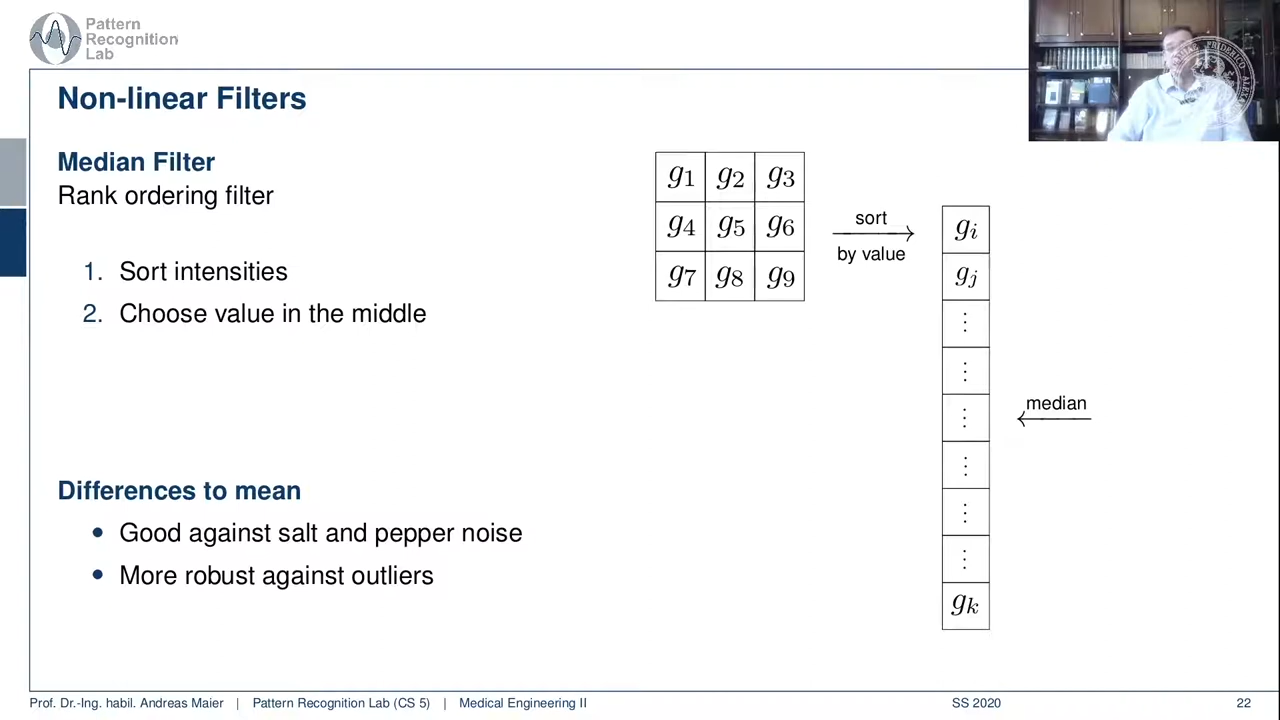 Pattern
Recognition
Lab
Non-linear Filters
Median Filter
Rank ordering filter
1. Sort intensities
2. Choose value in the middle
g1 g2 g3
g4 g5 g6
g7 g8 g9
sort
by value
gi
gj
⋮
⋮
⋮
⋮
⋮
⋮
gk
median
Differences to mean
• Good against salt and pepper noise
• More robust against outliers
Prof. Dr.-Ing. habil. Andreas Maier | Pattern Recognition Lab (CS 5) | Medical Engineering II SS 2020 22